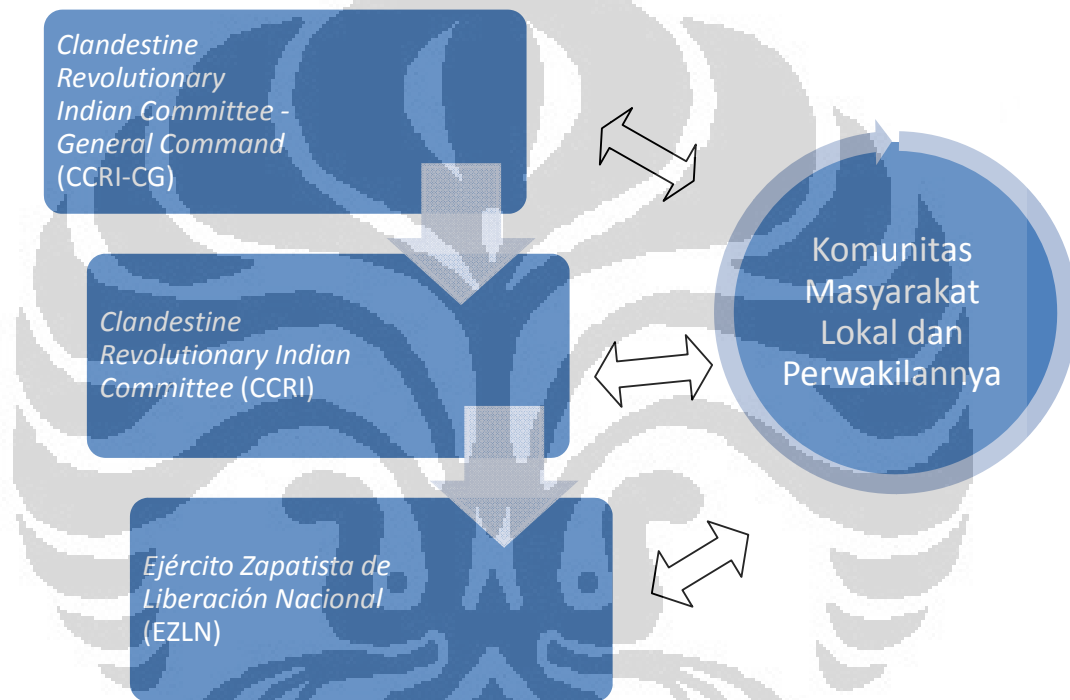 Clandestine
Revolutionary
Indian Committee -
General Command
(CCRI-CG)
Clandestine
Revolutionary Indian
Committee (CCRI)
Ejército Zapatista de
Liberación Nacional
(EZLN)
Komunitas
Masyarakat
Lokal dan
Perwakilannya